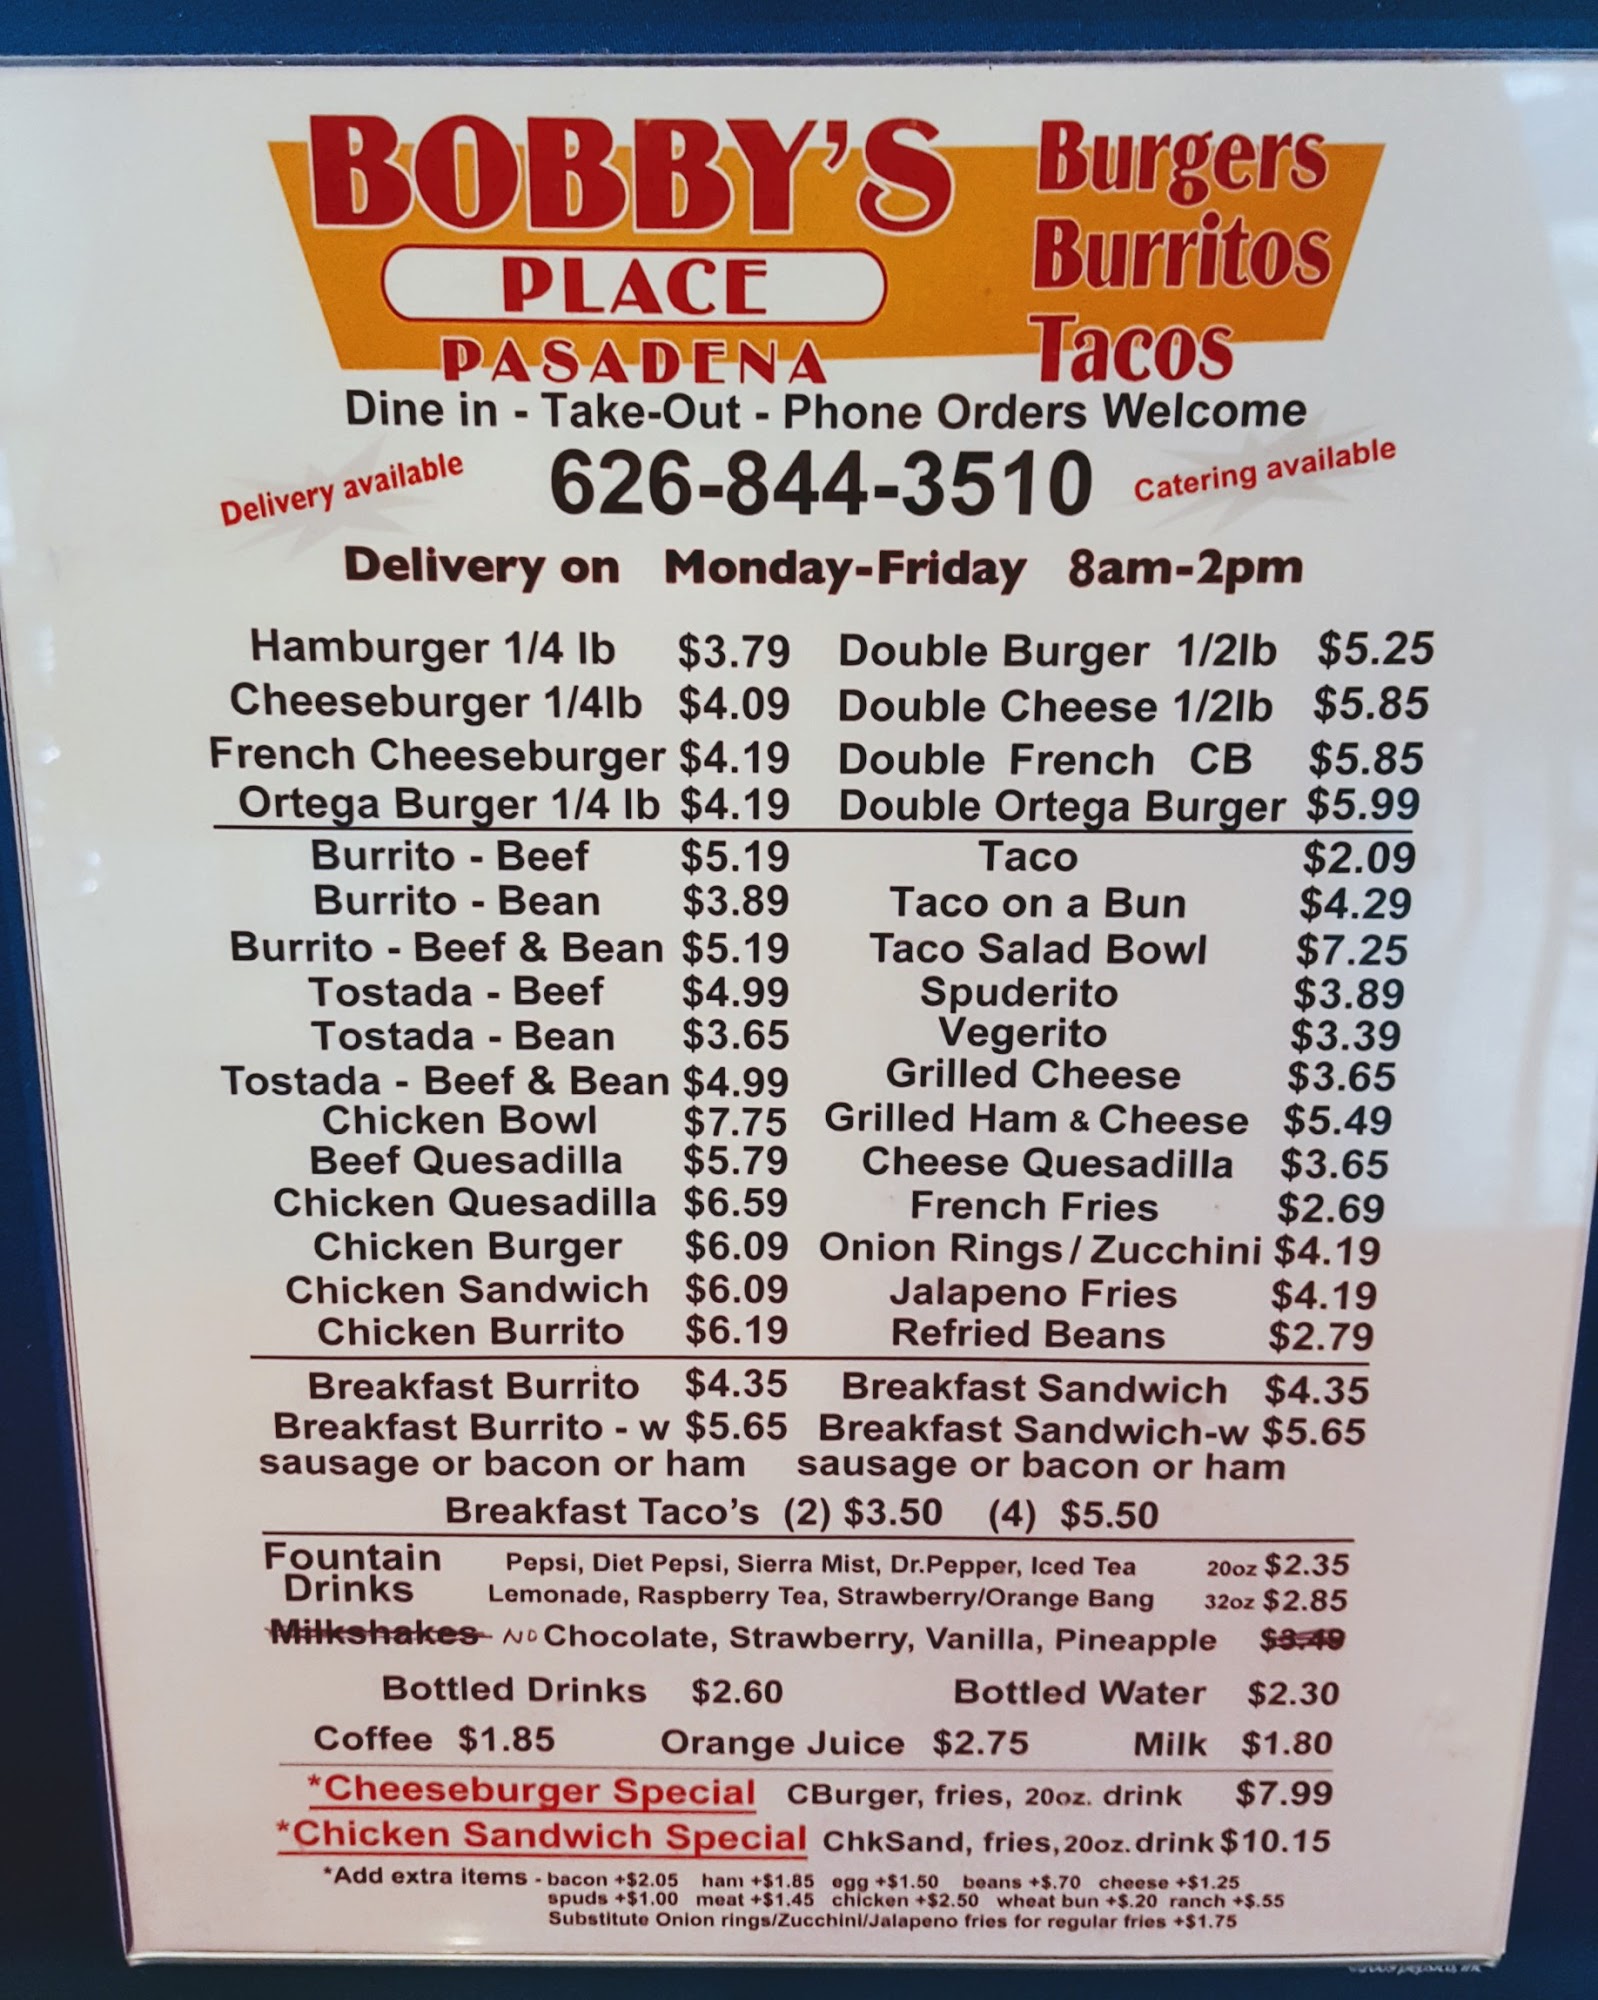 BOBBY'S
PLACE
PASADENA
Burgers
Burritos
Tacos
Dine in - Take-Out - Phone Orders Welcome
Delivery available
626-844-3510
Catering available
Delivery on Monday-Friday 8am-2pm
Hamburger 1/4 lb $3.79 Double Burger 1/2lb $5.25
Cheeseburger 1/4lb $4.09 Double Cheese 1/2lb $5.85
French Cheeseburger $4.19 Double French CB $5.85
Ortega Burger 1/4 lb $4.19 Double Ortega Burger $5.99
Burrito - Beef $5.19 Taco $2.09
Burrito - Bean $3.89 Taco on a Bun $4.29
Burrito - Beef & Bean $5.19 Taco Salad Bowl $7.25
Tostada - Beef $4.99 Spuderito $3.89
Tostada - Bean $3.65 Vegerito $3.39
Tostada - Beef & Bean $4.99 Grilled Cheese $3.65
Chicken Bowl $7.75 Grilled Ham & Cheese $5.49
Beef Quesadilla $5.79 Cheese Quesadilla $3.65
Chicken Quesadilla $6.59 French Fries $2.69
Chicken Burger $6.09 Onion Rings / Zucchini $4.19
Chicken Sandwich $6.09 Jalapeno Fries $4.19
Chicken Burrito $6.19 Refried Beans $2.79
Breakfast Burrito $4.35 Breakfast Sandwich $4.35
Breakfast Burrito - w $5.65 Breakfast Sandwich-w $5.65
sausage or bacon or ham sausage or bacon or ham
Breakfast Taco's (2) $3.50 (4) $5.50
Fountain Pepsi, Diet Pepsi, Sierra Mist, Dr.Pepper, Iced Tea 20oz $2.35
Drinks Lemonade, Raspberry Tea, Strawberry/Orange Bang 32oz $2.85
Milkshakes NO Chocolate, Strawberry, Vanilla, Pineapple $3.49
Bottled Drinks $2.60 Bottled Water $2.30
Coffee $1.85 Orange Juice $2.75 Milk $1.80
*Cheeseburger Special CBurger, fries, 20oz. drink $7.99
*Chicken Sandwich Special ChkSand, fries, 20oz. drink $10.15
*Add extra items - bacon +$2.05 ham +$1.85 egg +$1.50 beans +$.70 cheese +$1.25
spuds +$1.00 meat +$1.45 chicken +$2.50 wheat bun +$.20 ranch +$.55
Substitute Onion rings/Zucchini/Jalapeno fries for regular fries +$1.75